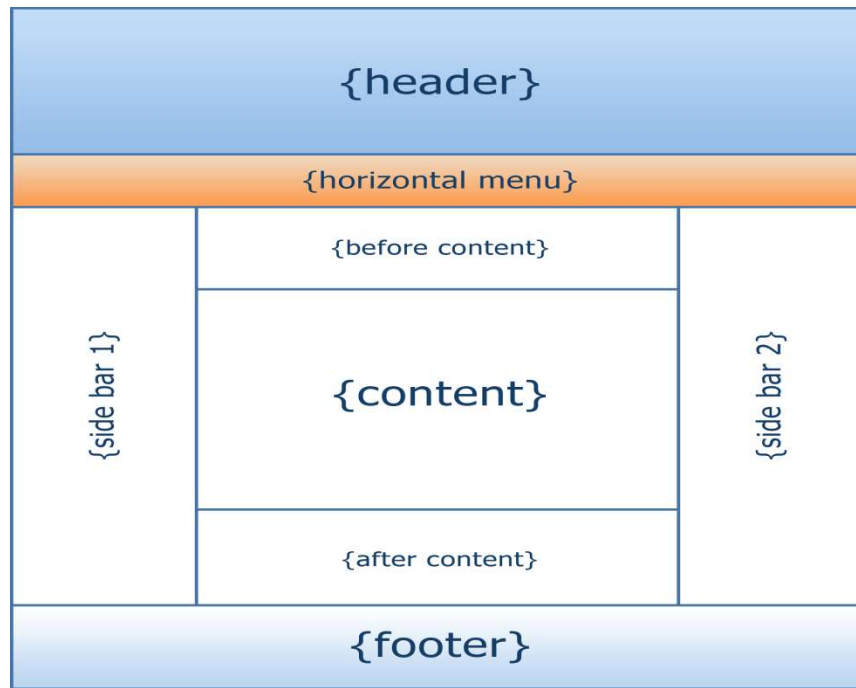 {header}
{horizontal menu}
{before content}
{side bar 1}
{content}
{side bar 2}
{after content}
{footer}